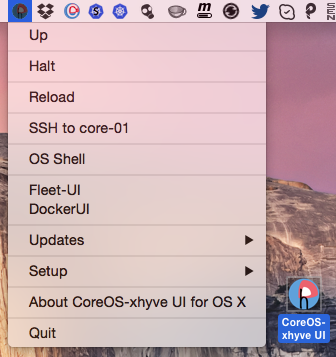 Up
Halt
Reload
SSH to core-01
OS Shell
Fleet-UI
DockerUI
Updates
Setup
About CoreOS-xhyve UI for OS X
Quit
CoreOS-
xhyve UI